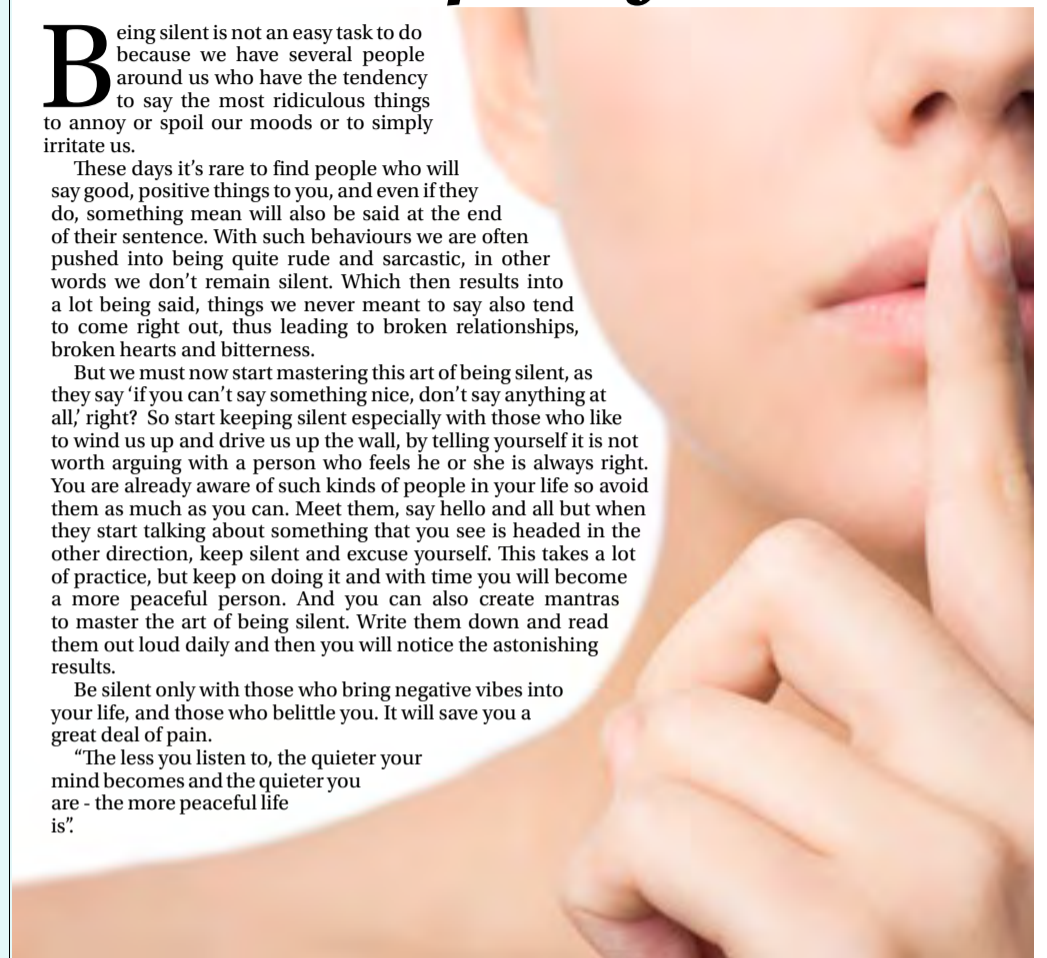 Being silent is not an easy task to do
because we have several people
around us who have the tendency
to say the most ridiculous things
to annoy or spoil our moods or to simply
irritate us.
These days it's rare to find people who will
say good, positive things to you, and even if they
do, something mean will also be said at the end
of their sentence. With such behaviours we are often
pushed into being quite rude and sarcastic, in other
words we don't remain silent. Which then results into
a lot being said, things we never meant to say also tend
to come right out, thus leading to broken relationships,
broken hearts and bitterness.
But we must now start mastering this art of being silent, as
they say 'if you can't say something nice, don't say anything at
all,' right? So start keeping silent especially with those who like
to wind us up and drive us up the wall, by telling yourself it is not
worth arguing with a person who feels he or she is always right.
You are already aware of such kinds of people in your life so avoid
them as much as you can. Meet them, say hello and all but when
they start talking about something that you see is headed in the
other direction, keep silent and excuse yourself. This takes a lot
of practice, but keep on doing it and with time you will become
a more peaceful person. And you can also create mantras
to master the art of being silent. Write them down and read
them out loud daily and then you will notice the astonishing
results.
Be silent only with those who bring negative vibes into
your life, and those who belittle you. It will save you a
great deal of pain.
"The less you listen to, the quieter your
mind becomes and the quieter you
are - the more peaceful life
is".